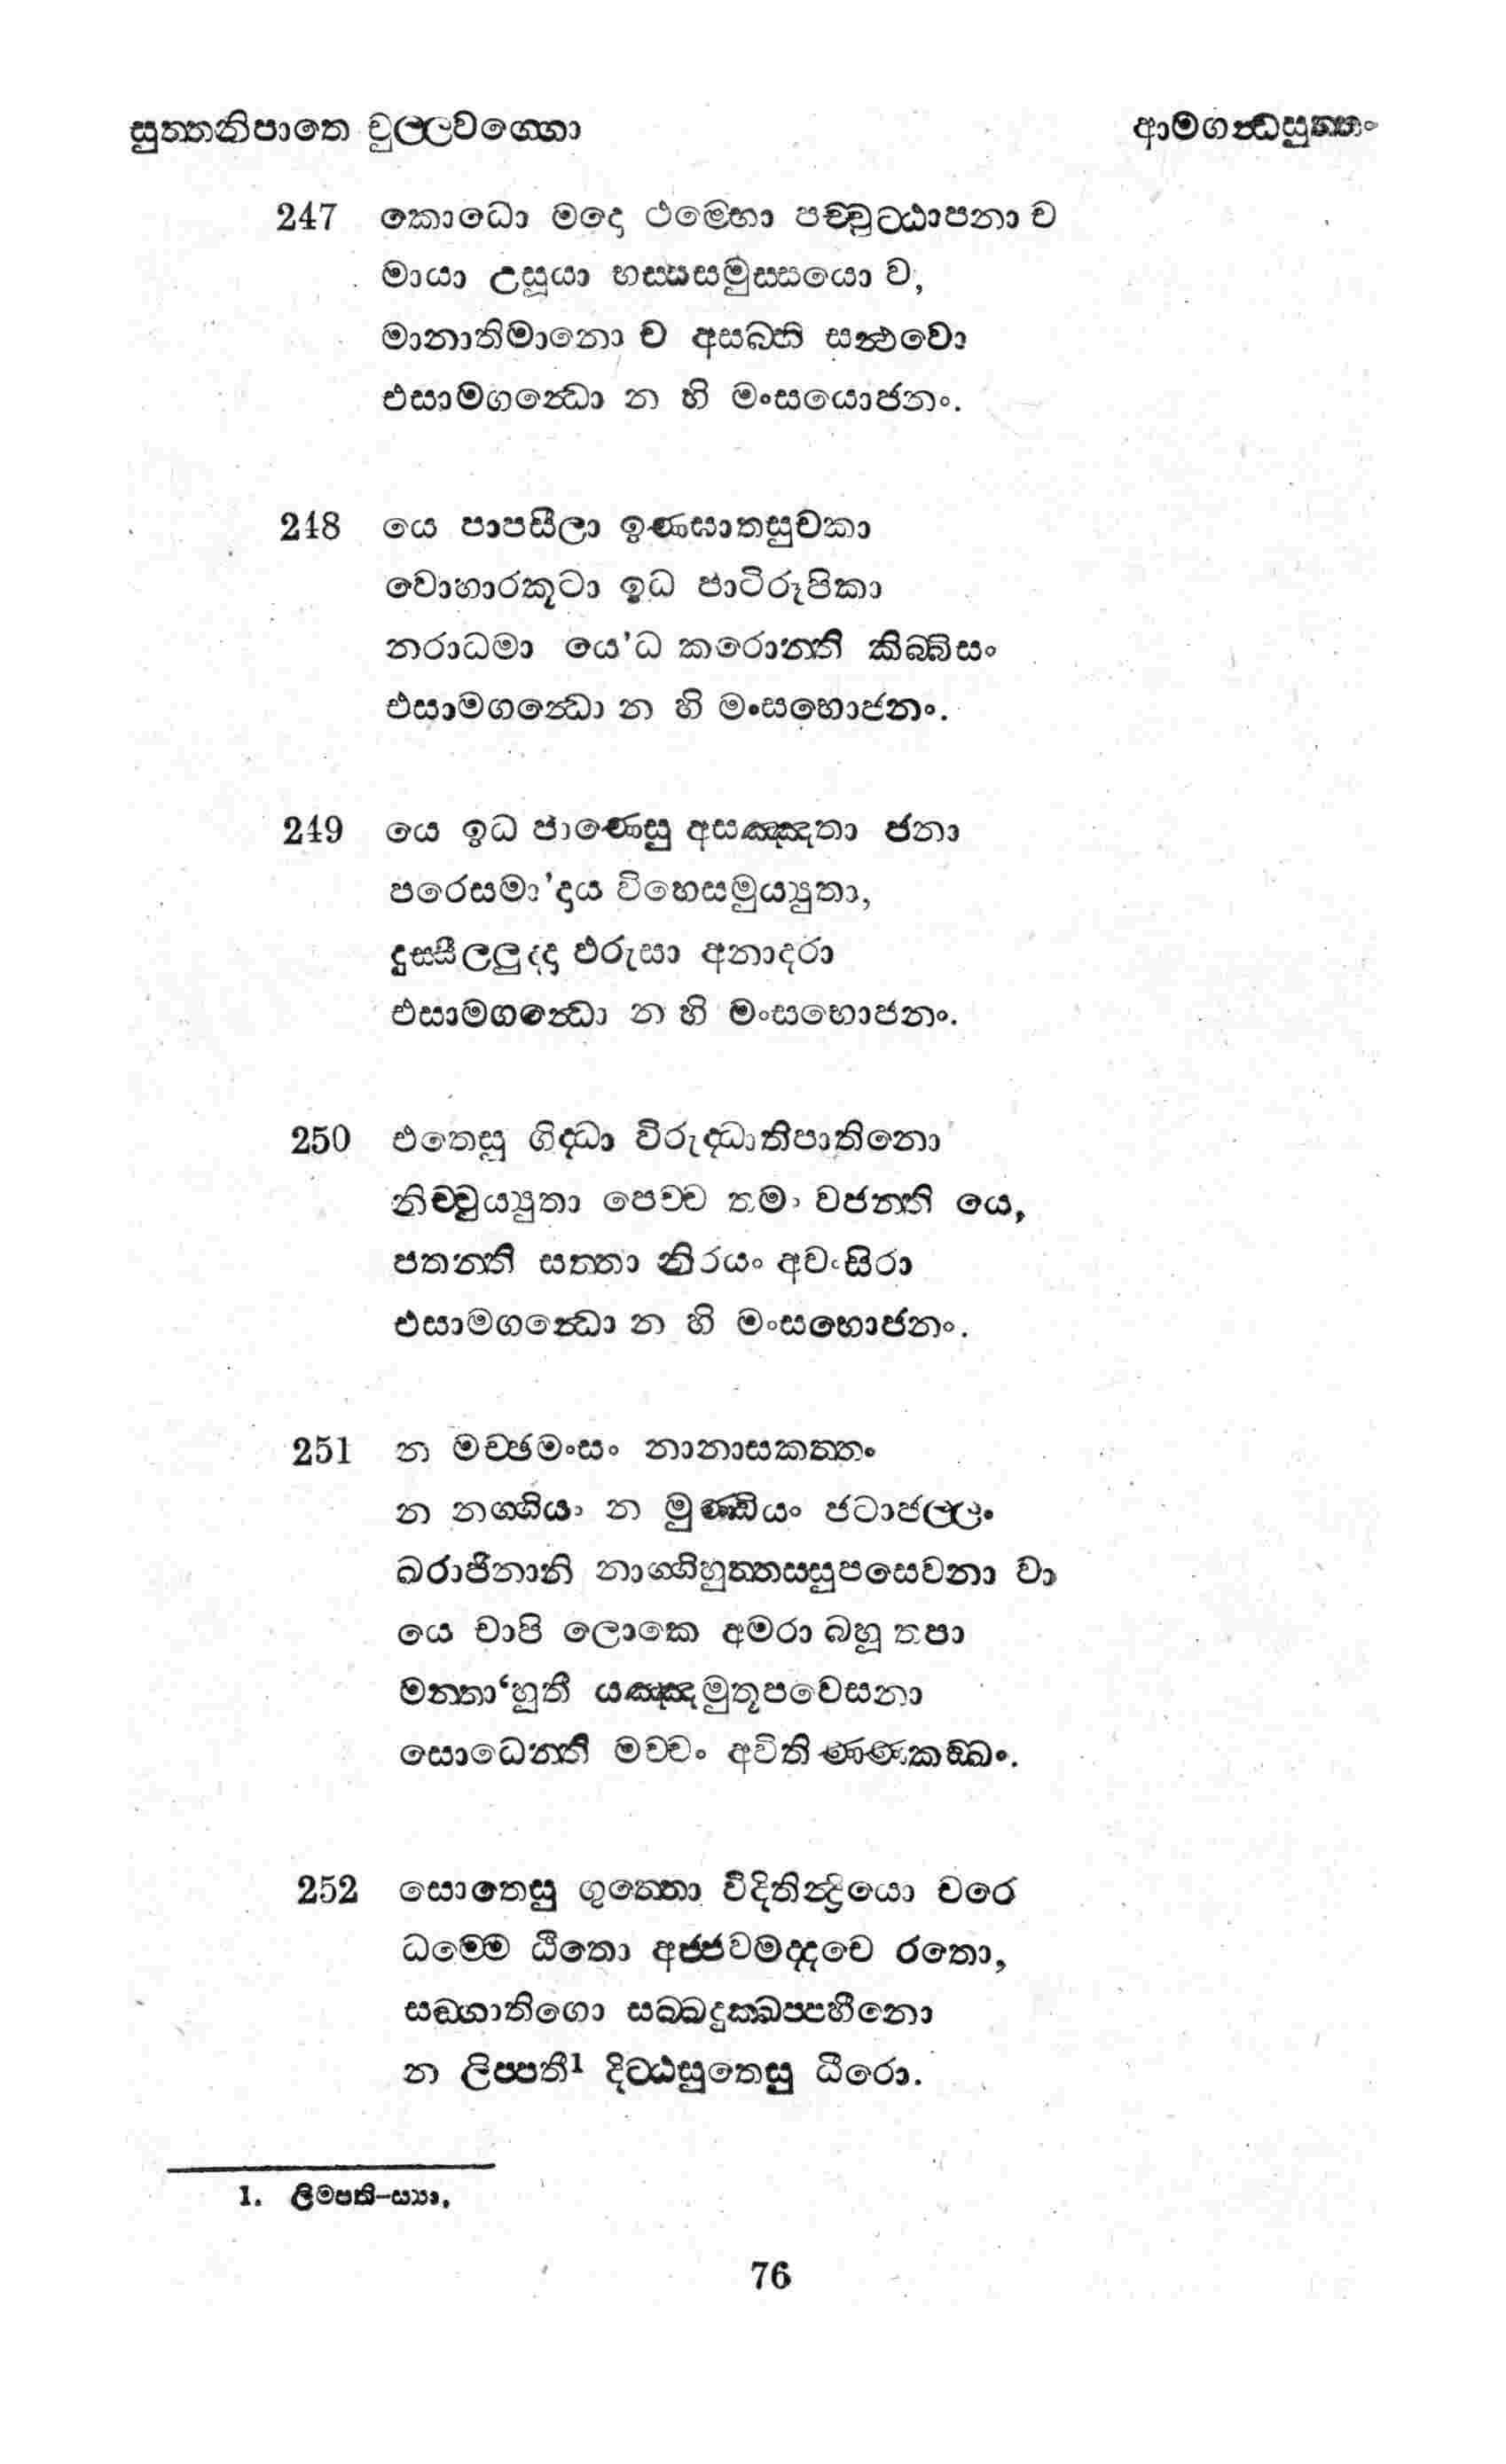 සුත්තනිපාතෙ චුල්ලවග්ගො
ආමගන්ධසුත්තං
247 කොධො මදො ථම්භො පච්චුට්ඨාපනා ච
මායා උසූයා භස්සසමුස්සයො ච,
මානාතිමානො ච අසබ්භි සන්ථවො
එසාමගන්ධො න හි මංසයොජනං.
248 යෙ පාපසීලා ඉණඝාතසුචකා
වොහාරකූටා ඉධ පාටිරූපිකා
නරාධමා යෙ'ධ කරොන්ති කිබ්බිසං
එසාමගන්ධො න හි මංසභොජනං.
249 යෙ ඉධ පාණෙසු අසඤ්ඤතා ජනා
පරෙසමා'දාය විහෙසමුය්‍යුතා,
දුස්සීලලුද්දා ඵරුසා අනාදරා
එසාමගන්ධො න හි මංසභොජනං.
250 එතෙසු ගිද්ධා විරුද්ධාතිපාතිනො
නිච්චුය්‍යුතා පෙච්ච තමං වජන්ති යෙ,
පතන්ති සත්තා නිරයං අවංසිරා
එසාමගන්ධො න හි මංසභොජනං.
251 න මච්ඡමංසං නානාසකත්තං
න නග්ගියං න මුණ්ඩියං ජටාජල්ලං
ඛරාජිනානි නාග්ගිහුත්තස්සුපසෙවනා වා
යෙ චාපි ලොකෙ අමරා බහූ තපා
මන්තා'හුතී යඤ්ඤමුතූපවෙසනා
සොධෙන්ති මච්චං අවිතිණ්ණකඞ්ඛං.
252 සොතෙසු ගුත්තො විදිතින්ද්‍රියො චරෙ
ධම්මෙ ඨිතො අජ්ජවමද්දවෙ රතො,
සඞ්ගාතිගො සබ්බදුක්ඛප්පහීනො
න ලිප්පතී1 දිට්ඨසුතෙසු ධීරො.
1. ලිම්පති-ස්‍යා,
76